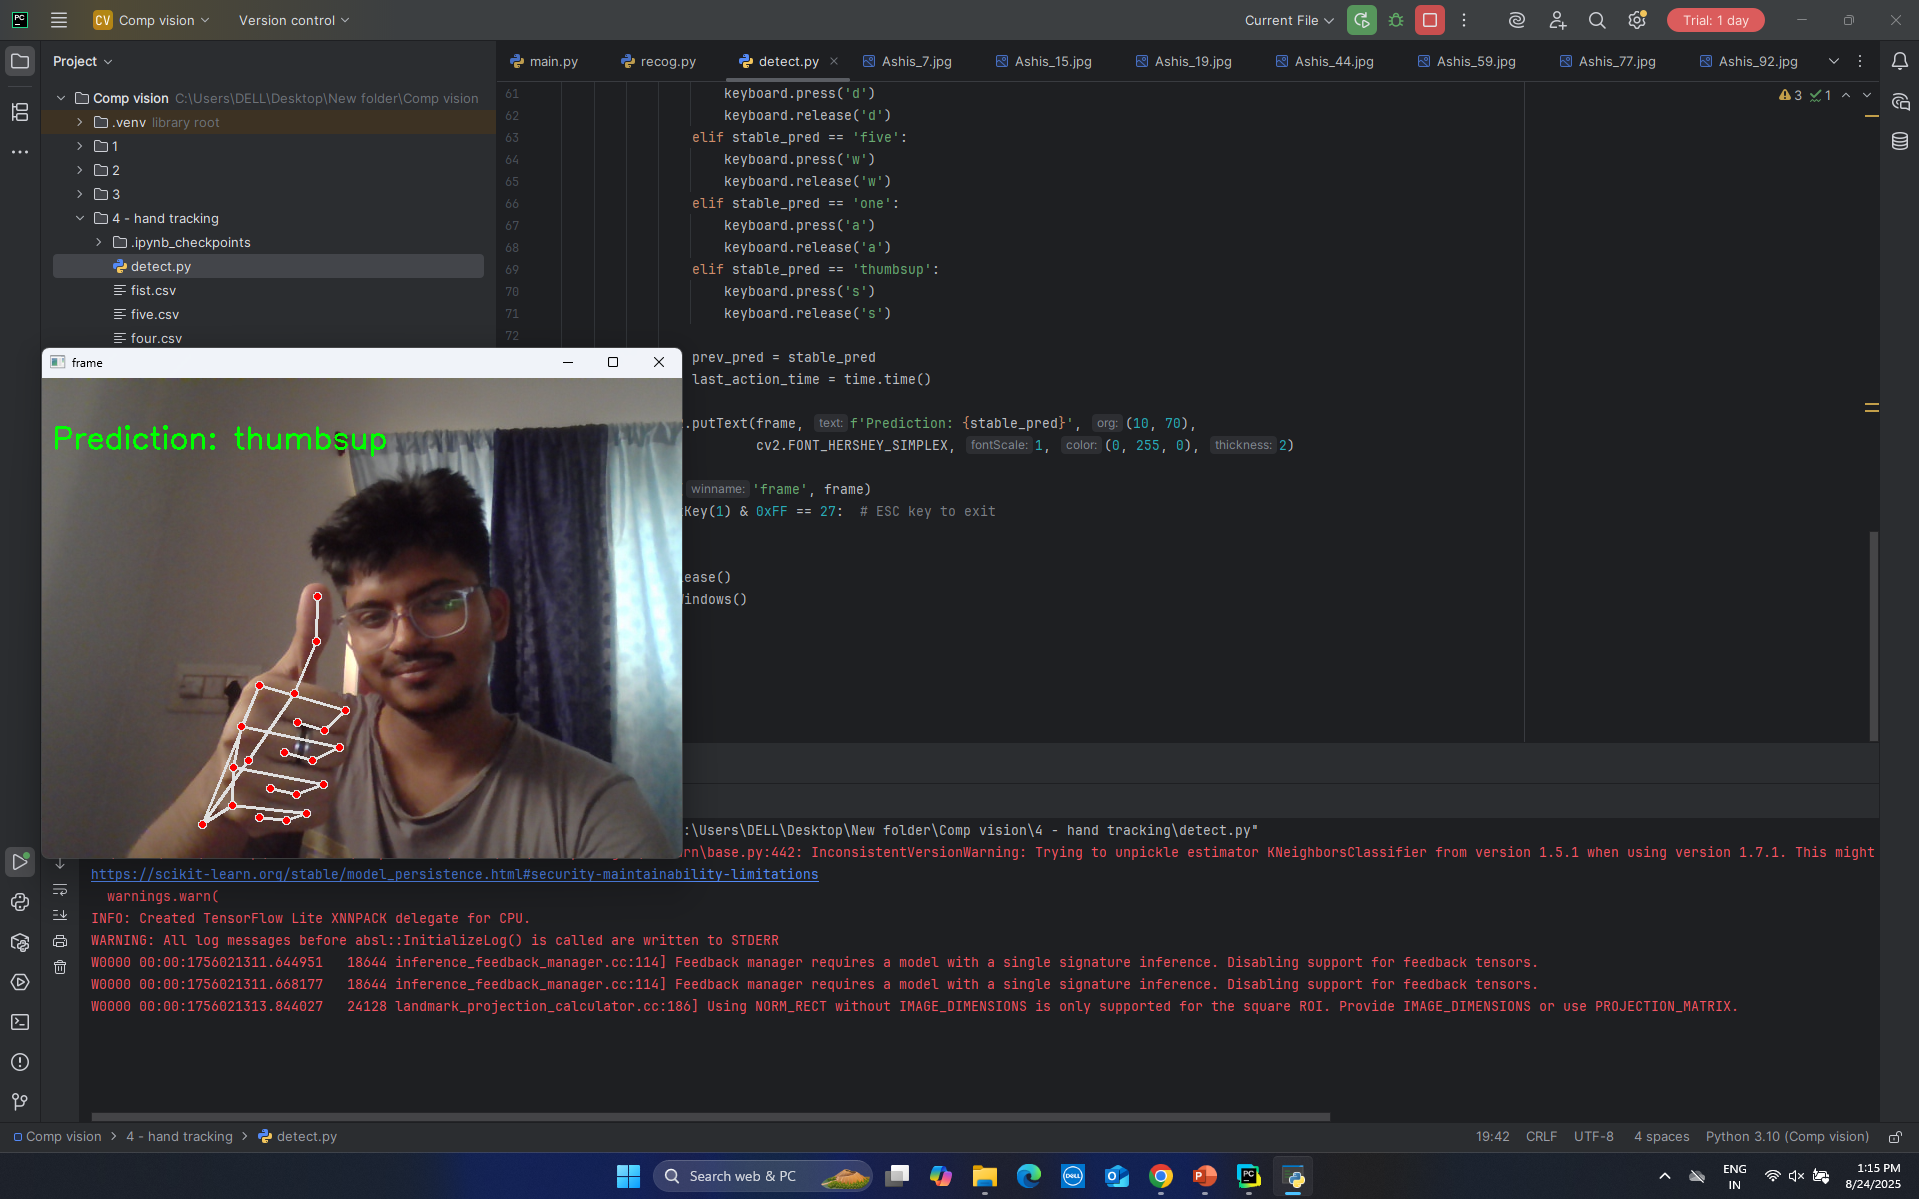 PC
CV Comp vision
Version control
Current File
Trial: 1 day
Project
main.py
recog.py
detect.py
Ashis_7.jpg
Ashis_15.jpg
Ashis_19.jpg
Ashis_44.jpg
Ashis_59.jpg
Ashis_77.jpg
Ashis_92.jpg
Comp vision C:\Users\DELL\Desktop\New folder\Comp vision
.venv library root
1
2
3
4 - hand tracking
.ipynb_checkpoints
detect.py
fist.csv
five.csv
four.csv
3 1
61 keyboard.press('d')
62 keyboard.release('d')
63 elif stable_pred == 'five':
64 keyboard.press('w')
65 keyboard.release('w')
66 elif stable_pred == 'one':
67 keyboard.press('a')
68 keyboard.release('a')
69 elif stable_pred == 'thumbsup':
70 keyboard.press('s')
71 keyboard.release('s')
72
prev_pred = stable_pred
last_action_time = time.time()
.putText(frame, text: f'Prediction: {stable_pred}', org: (10, 70),
cv2.FONT_HERSHEY_SIMPLEX, fontScale: 1, color: (0, 255, 0), thickness: 2)
winname: 'frame', frame)
Key(1) & 0xFF == 27: # ESC key to exit
lease()
Windows()
frame
Prediction: thumbsup
:\Users\DELL\Desktop\New folder\Comp vision\4 - hand tracking\detect.py"
rn\base.py:442: InconsistentVersionWarning: Trying to unpickle estimator KNeighborsClassifier from version 1.5.1 when using version 1.7.1. This might
https://scikit-learn.org/stable/model_persistence.html#security-maintainability-limitations
warnings.warn(
INFO: Created TensorFlow Lite XNNPACK delegate for CPU.
WARNING: All log messages before absl::InitializeLog() is called are written to STDERR
W0000 00:00:1756021311.644951 18644 inference_feedback_manager.cc:114] Feedback manager requires a model with a single signature inference. Disabling support for feedback tensors.
W0000 00:00:1756021311.668177 18644 inference_feedback_manager.cc:114] Feedback manager requires a model with a single signature inference. Disabling support for feedback tensors.
W0000 00:00:1756021313.844027 24128 landmark_projection_calculator.cc:186] Using NORM_RECT without IMAGE_DIMENSIONS is only supported for the square ROI. Provide IMAGE_DIMENSIONS or use PROJECTION_MATRIX.
Comp vision > 4 - hand tracking > detect.py
19:42 CRLF UTF-8 4 spaces Python 3.10 (Comp vision)
Search web & PC
DELL
ENG
IN
1:15 PM
8/24/2025